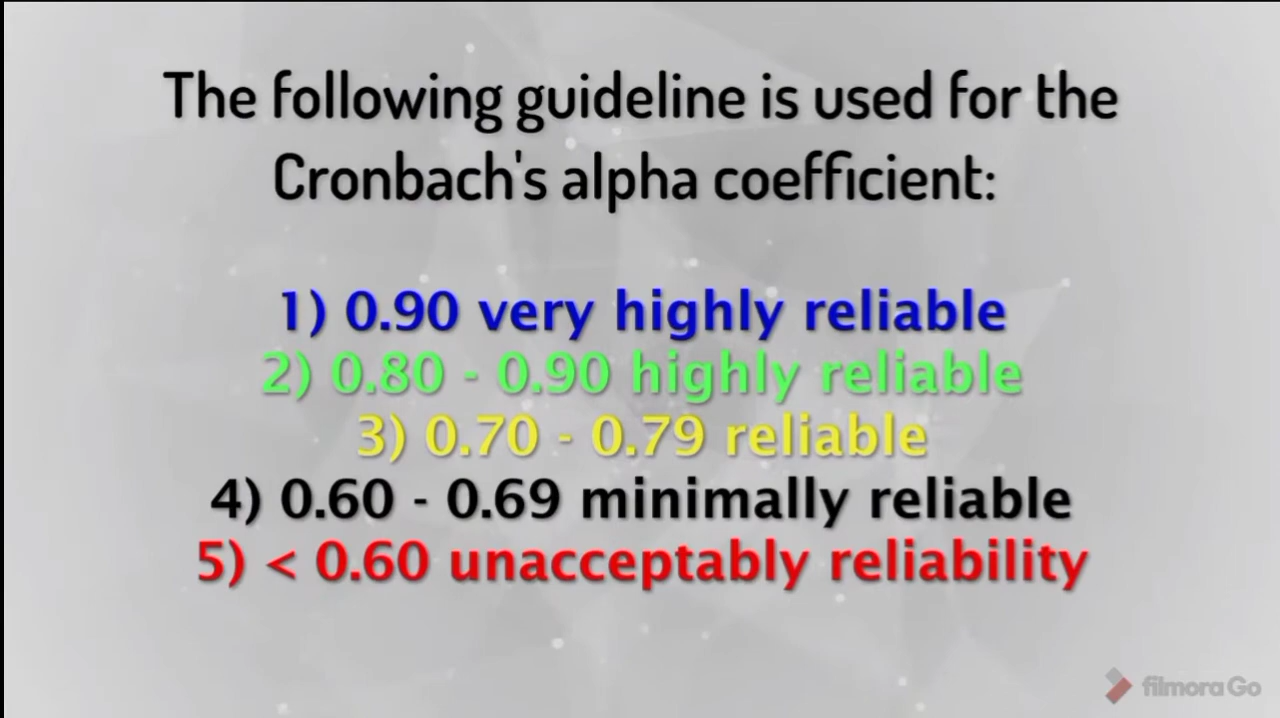 The following guideline is used for the
Cronbach's alpha coefficient:
1) 0.90 very highly reliable
2) 0.80 - 0.90 highly reliable
3) 0.70 - 0.79 reliable
4) 0.60 - 0.69 minimally reliable
5) < 0.60 unacceptably reliability
filmora Go